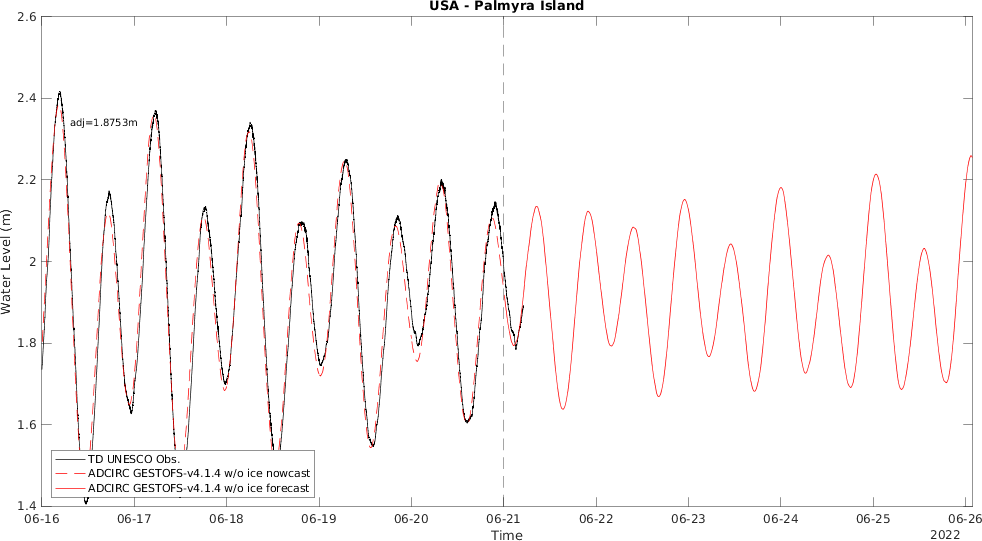 USA - Palmyra Island
2.6
2.4
2.2
2
1.8
1.6
1.4
Water Level (m)
adj=1.8753m
TD UNESCO Obs.
ADCIRC GESTOFS-v4.1.4 w/o ice nowcast
ADCIRC GESTOFS-v4.1.4 w/o ice forecast
06-16 06-17 06-18 06-19 06-20 06-21 06-22 06-23 06-24 06-25 06-26
Time
2022